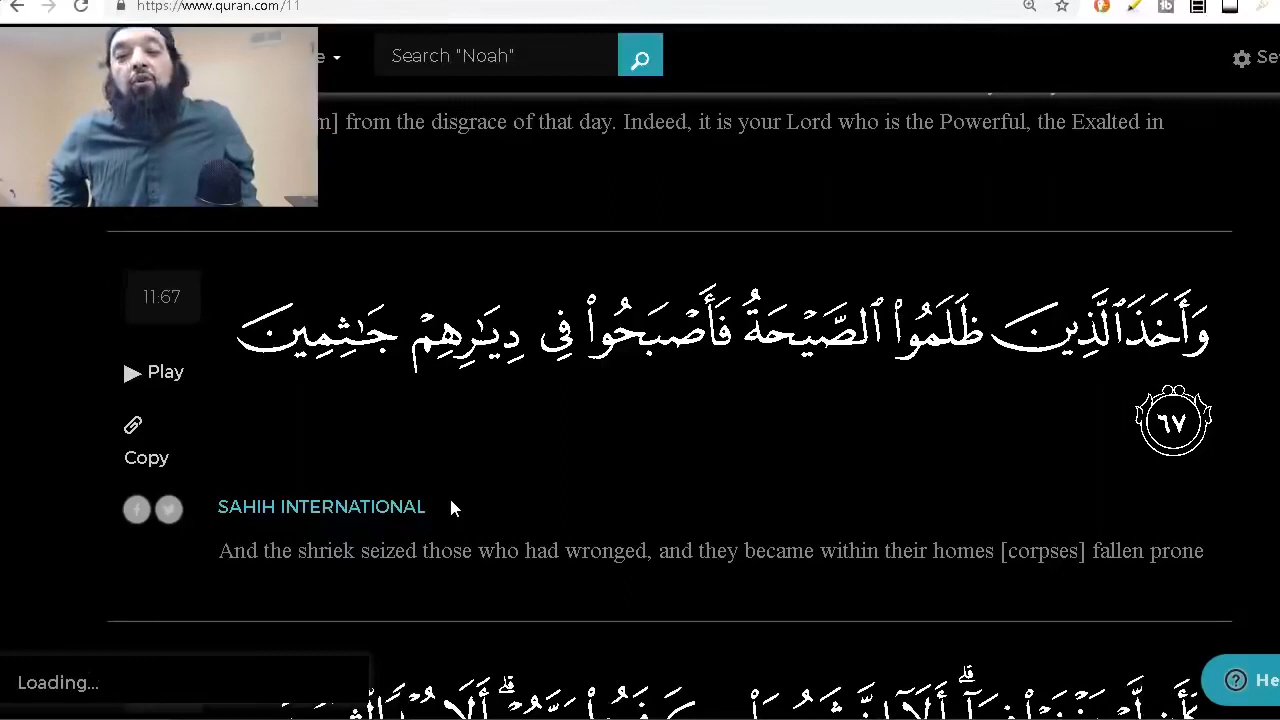 https://www.quran.com/11
Search "Noah"
from the disgrace of that day. Indeed, it is your Lord who is the Powerful, the Exalted in
11:67
وَأَخَذَ ٱلَّذِينَ ظَلَمُوا۟ ٱلصَّيْحَةُ فَأَصْبَحُوا۟ فِى دِيَـٰرِهِمْ جَـٰثِمِينَ
٦٧
Play
Copy
SAHIH INTERNATIONAL
And the shriek seized those who had wronged, and they became within their homes [corpses] fallen prone
Loading...